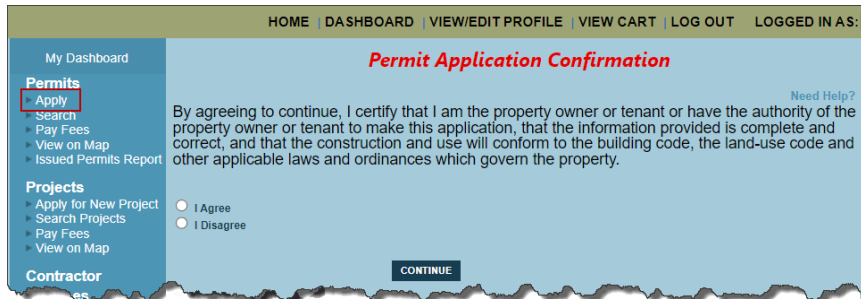 HOME | DASHBOARD | VIEW/EDIT PROFILE | VIEW CART | LOG OUT LOGGED IN AS:
My Dashboard
Permits
Apply
Search
Pay Fees
View on Map
Issued Permits Report
Projects
Apply for New Project
Search Projects
Pay Fees
View on Map
Contractor
Permit Application Confirmation
Need Help?
By agreeing to continue, I certify that I am the property owner or tenant or have the authority of the
property owner or tenant to make this application, that the information provided is complete and
correct, and that the construction and use will conform to the building code, the land-use code and
other applicable laws and ordinances which govern the property.
I Agree
I Disagree
CONTINUE